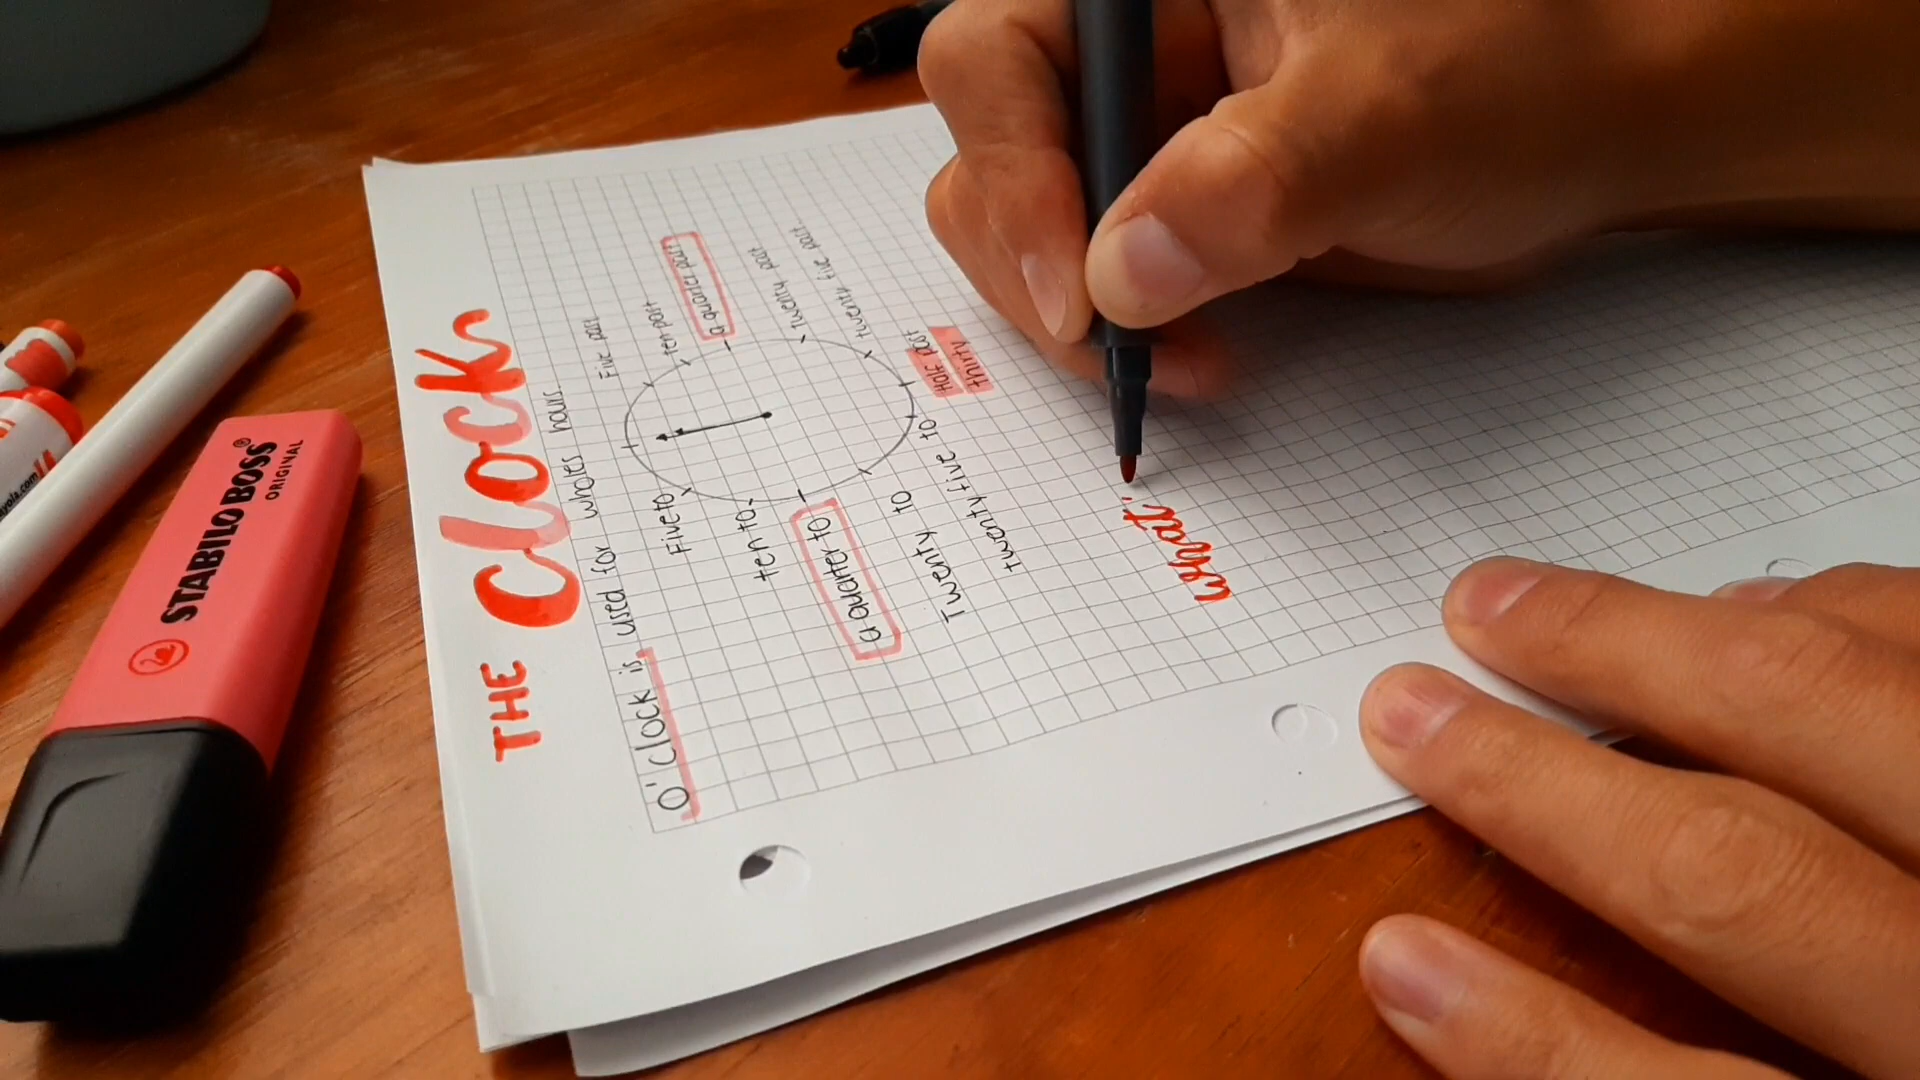 THE Clock
O'clock is, used for wholes hours.
Five past
ten past
a quarter past
twenty past
twenty five past
Half past
thirty
Five to
ten to
a quarter to
Twenty to
twenty five to
What
STABILO BOSS®
ORIGINAL